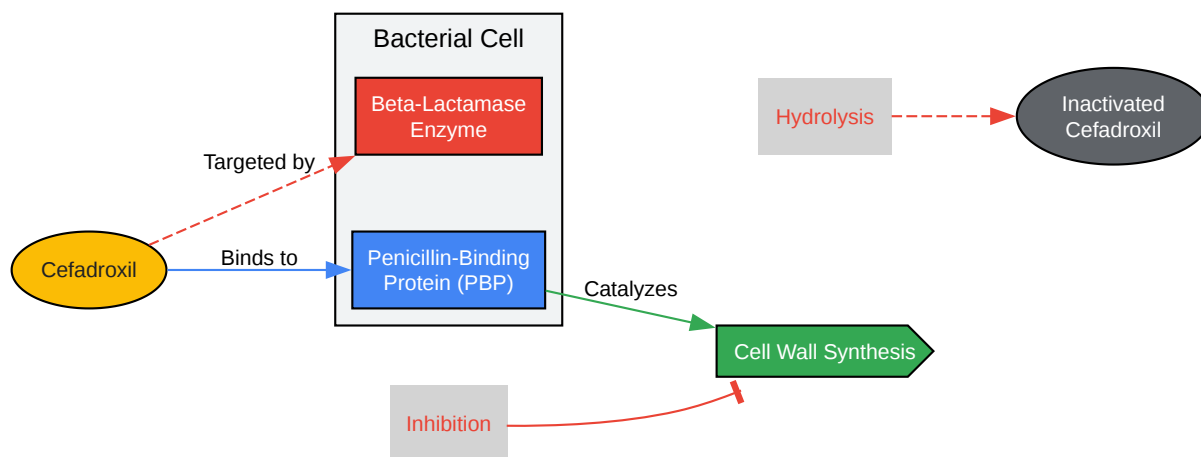 Bacterial Cell
Beta-Lactamase
Enzyme
Hydrolysis
Inactivated
Cefadroxil
Targeted by
Cefadroxil
Binds to
Penicillin-Binding
Protein (PBP)
Catalyzes
Cell Wall Synthesis
Inhibition